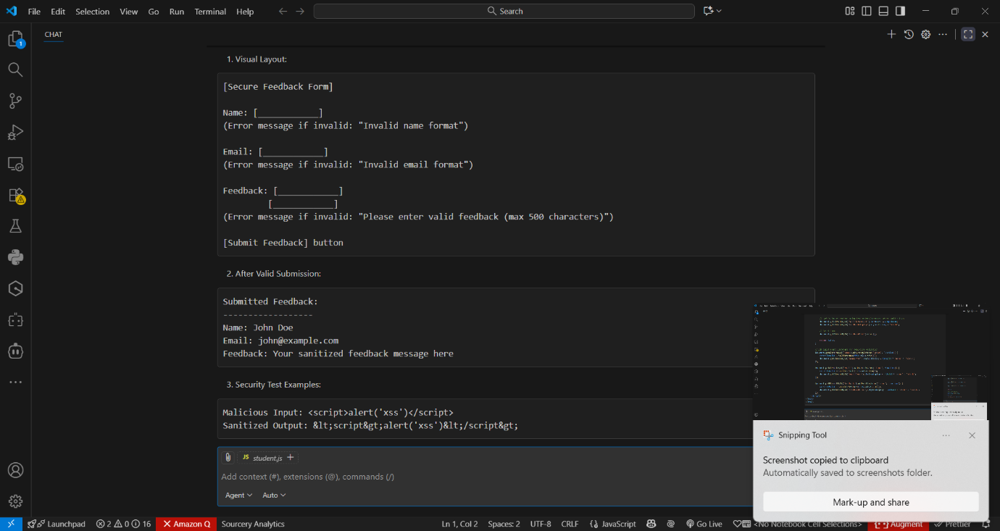 File Edit Selection View Go Run Terminal Help
Search
CHAT
1
1. Visual Layout:
[Secure Feedback Form]
Name: [____________]
(Error message if invalid: "Invalid name format")
Email: [____________]
(Error message if invalid: "Invalid email format")
Feedback: [____________]
[____________]
(Error message if invalid: "Please enter valid feedback (max 500 characters)")
[Submit Feedback] button
2. After Valid Submission:
Submitted Feedback:
------------------
Name: John Doe
Email: john@example.com
Feedback: Your sanitized feedback message here
3. Security Test Examples:
Malicious Input: <script>alert('xss')</script>
Sanitized Output: &lt;script&gt;alert('xss')&lt;/script&gt;
JS student.js +
Add context (#), extensions (@), commands (/)
Agent Auto
Snipping Tool
Screenshot copied to clipboard
Automatically saved to screenshots folder.
Mark-up and share
Launchpad 2 0 16 Amazon Q Sourcery Analytics Ln 1, Col 2 Spaces: 2 UTF-8 CRLF {} JavaScript Go Live <No Notebook Cell Selections> Augment Prettier